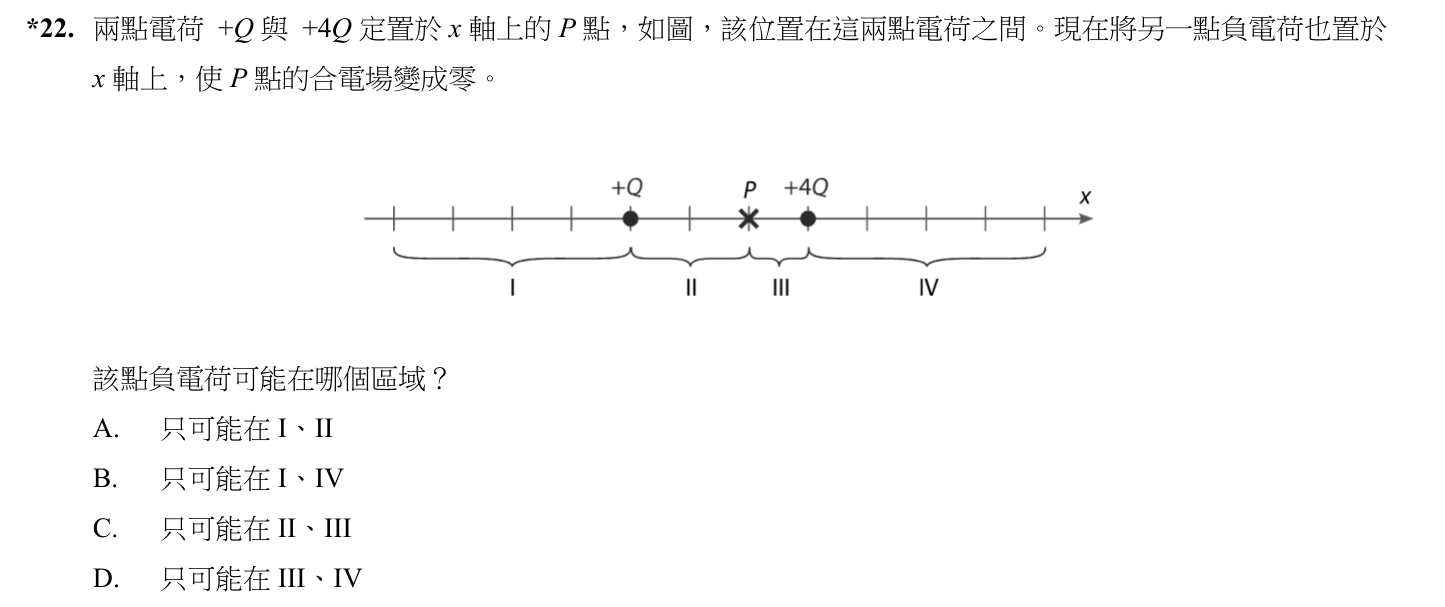 *22. 兩點電荷 +Q 與 +4Q 定置於 x 軸上的 P 點，如圖，該位置在這兩點電荷之間。現在將另一點負電荷也置於
x 軸上，使 P 點的合電場變成零。
+Q P +4Q x
I II III IV
該點負電荷可能在哪個區域？
A. 只可能在 I、II
B. 只可能在 I、IV
C. 只可能在 II、III
D. 只可能在 III、IV